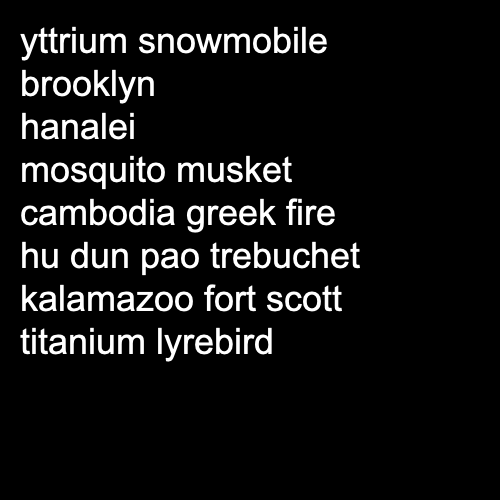 yttrium snowmobile
brooklyn
hanalei
mosquito musket
cambodia greek fire
hu dun pao trebuchet
kalamazoo fort scott
titanium lyrebird